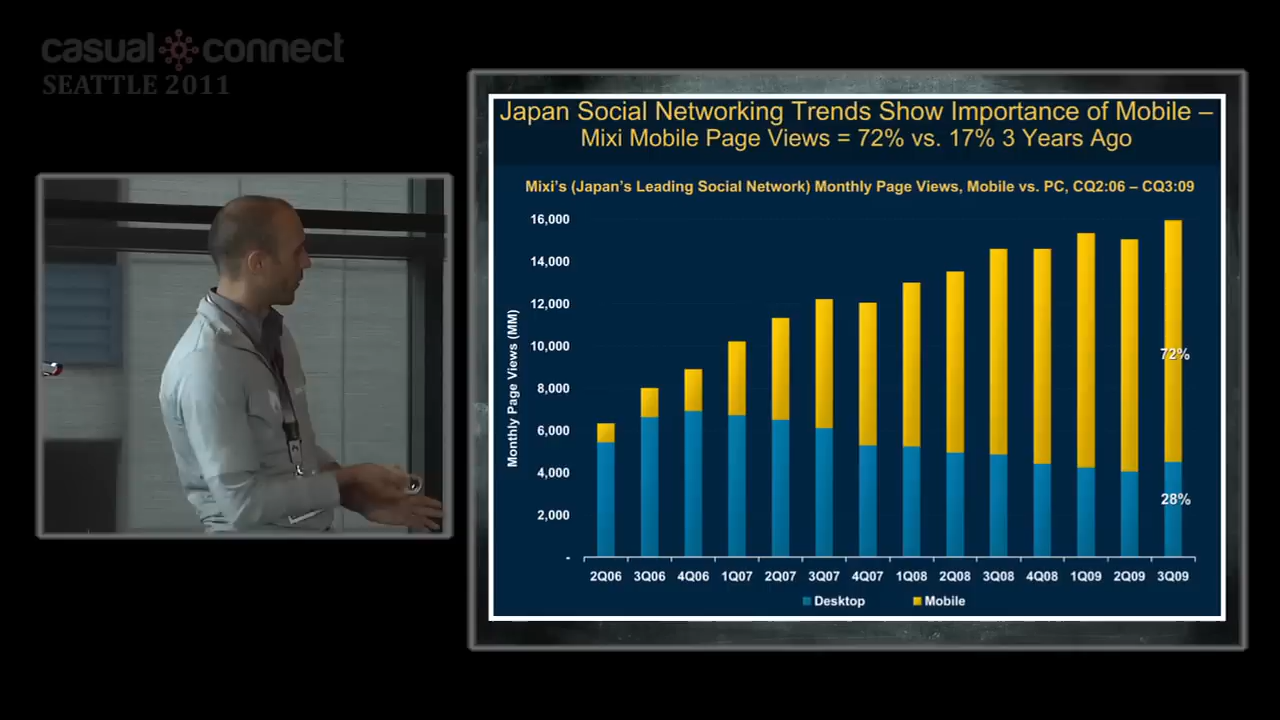 casual connect
SEATTLE 2011
Japan Social Networking Trends Show Importance of Mobile –
Mixi Mobile Page Views = 72% vs. 17% 3 Years Ago
Mixi's (Japan's Leading Social Network) Monthly Page Views, Mobile vs. PC, CQ2:06 – CQ3:09
Monthly Page Views (MM)
16,000
14,000
12,000
10,000
8,000
6,000
4,000
2,000
-
72%
28%
2Q06 3Q06 4Q06 1Q07 2Q07 3Q07 4Q07 1Q08 2Q08 3Q08 4Q08 1Q09 2Q09 3Q09
Desktop Mobile